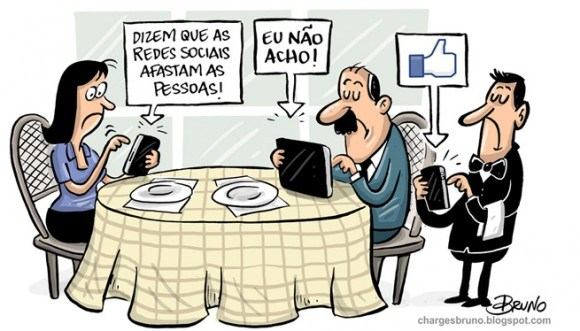 DIZEM QUE AS
REDES SOCIAIS
AFASTAM AS
PESSOAS!
EU NÃO
ACHO!
BRUNO
chargesbruno.blogspot.com